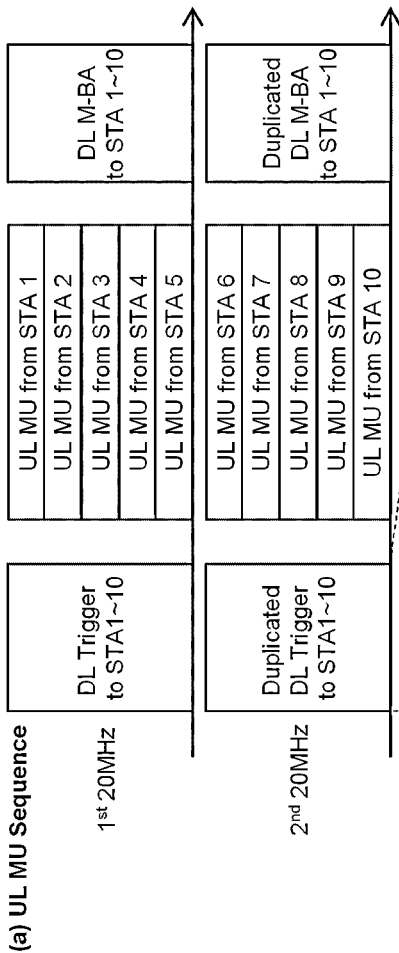 (a) UL MU Sequence
1st 20MHz
DL Trigger
to STA1~10
UL MU from STA 1
UL MU from STA 2
UL MU from STA 3
UL MU from STA 4
UL MU from STA 5
DL M-BA
to STA 1~10
2nd 20MHz
Duplicated
DL Trigger
to STA1~10
UL MU from STA 6
UL MU from STA 7
UL MU from STA 8
UL MU from STA 9
UL MU from STA 10
Duplicated
DL M-BA
to STA 1~10